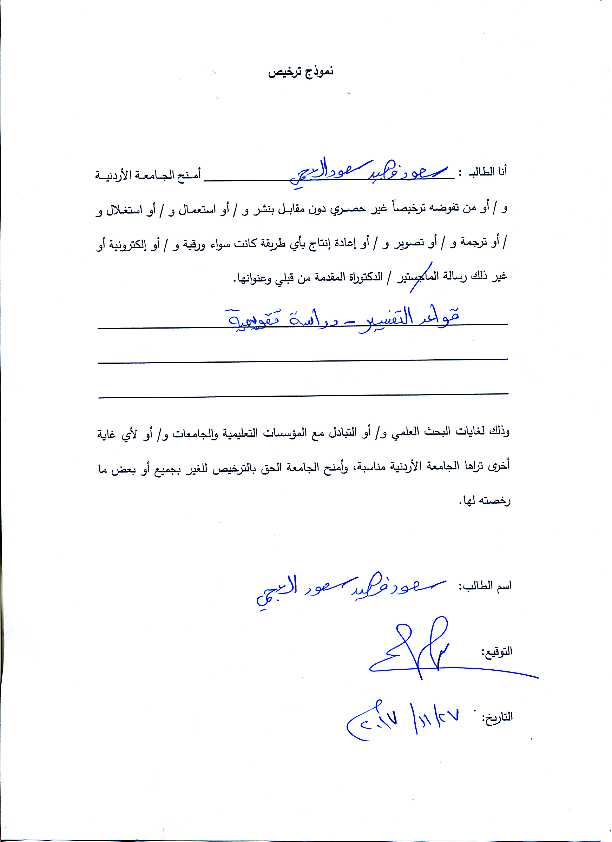 نموذج ترخيص
أنا الطالب : سعود فهيد سعود العجمي أمنح الجامعة الأردنية
و / أو من تفوضه ترخيصاً غير حصري دون مقابل بنشر و / أو استعمال و / أو استغلال و
/ أو ترجمة و / أو تصوير و / أو إعادة إنتاج بأي طريقة كانت سواء ورقية و / أو إلكترونية أو
غير ذلك رسالة الماجستير / الدكتوراة المقدمة من قبلي وعنوانها.
قواعد التفسير - دراسة تقويمية
وذلك لغايات البحث العلمي و/ أو التبادل مع المؤسسات التعليمية والجامعات و/ أو لأي غاية
أخرى تراها الجامعة الأردنية مناسبة، وأمنح الجامعة الحق بالترخيص للغير بجميع أو بعض ما
رخصته لها.
اسم الطالب: سعود فهيد سعود العجمي
التوقيع:
التاريخ: ٢٧/ ١١/ ٢٠١٧